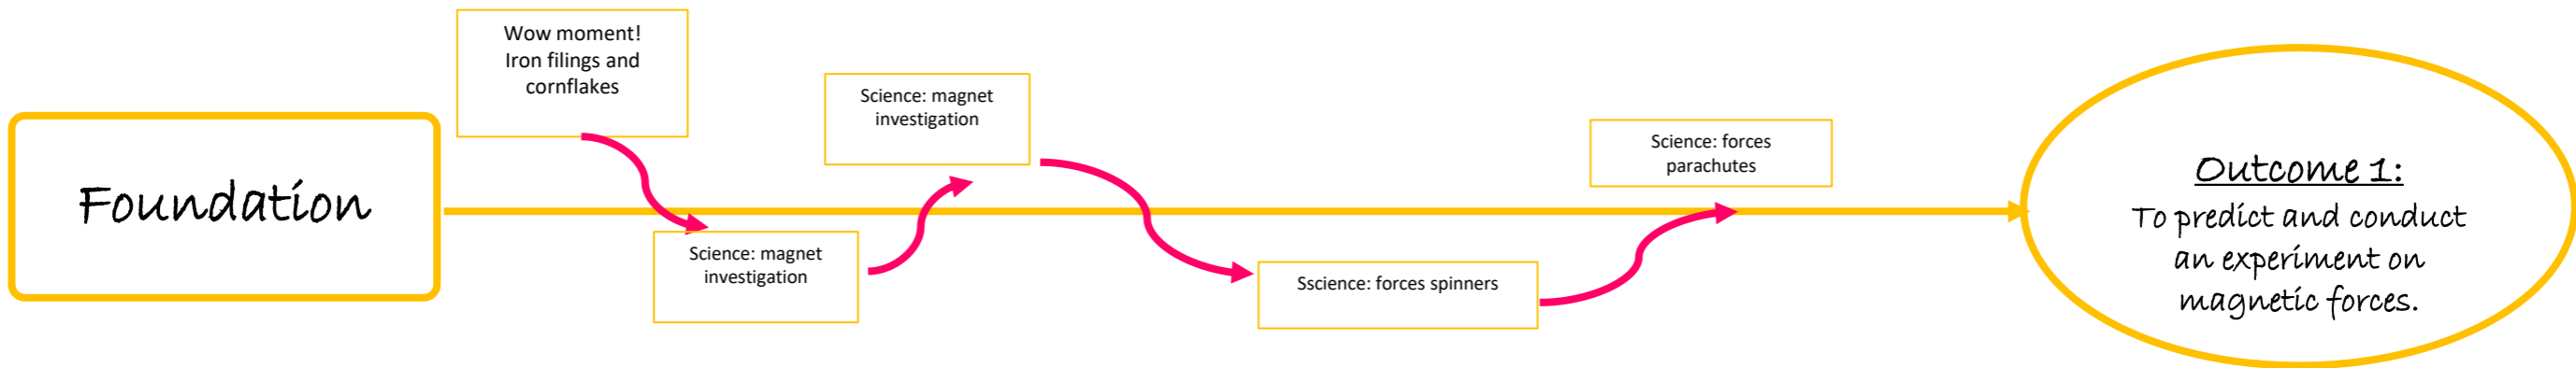 Foundation
Wow moment!
Iron filings and
cornflakes
Science: magnet
investigation
Science: magnet
investigation
Sscience: forces spinners
Science: forces
parachutes
Outcome 1:
To predict and conduct
an experiment on
magnetic forces.